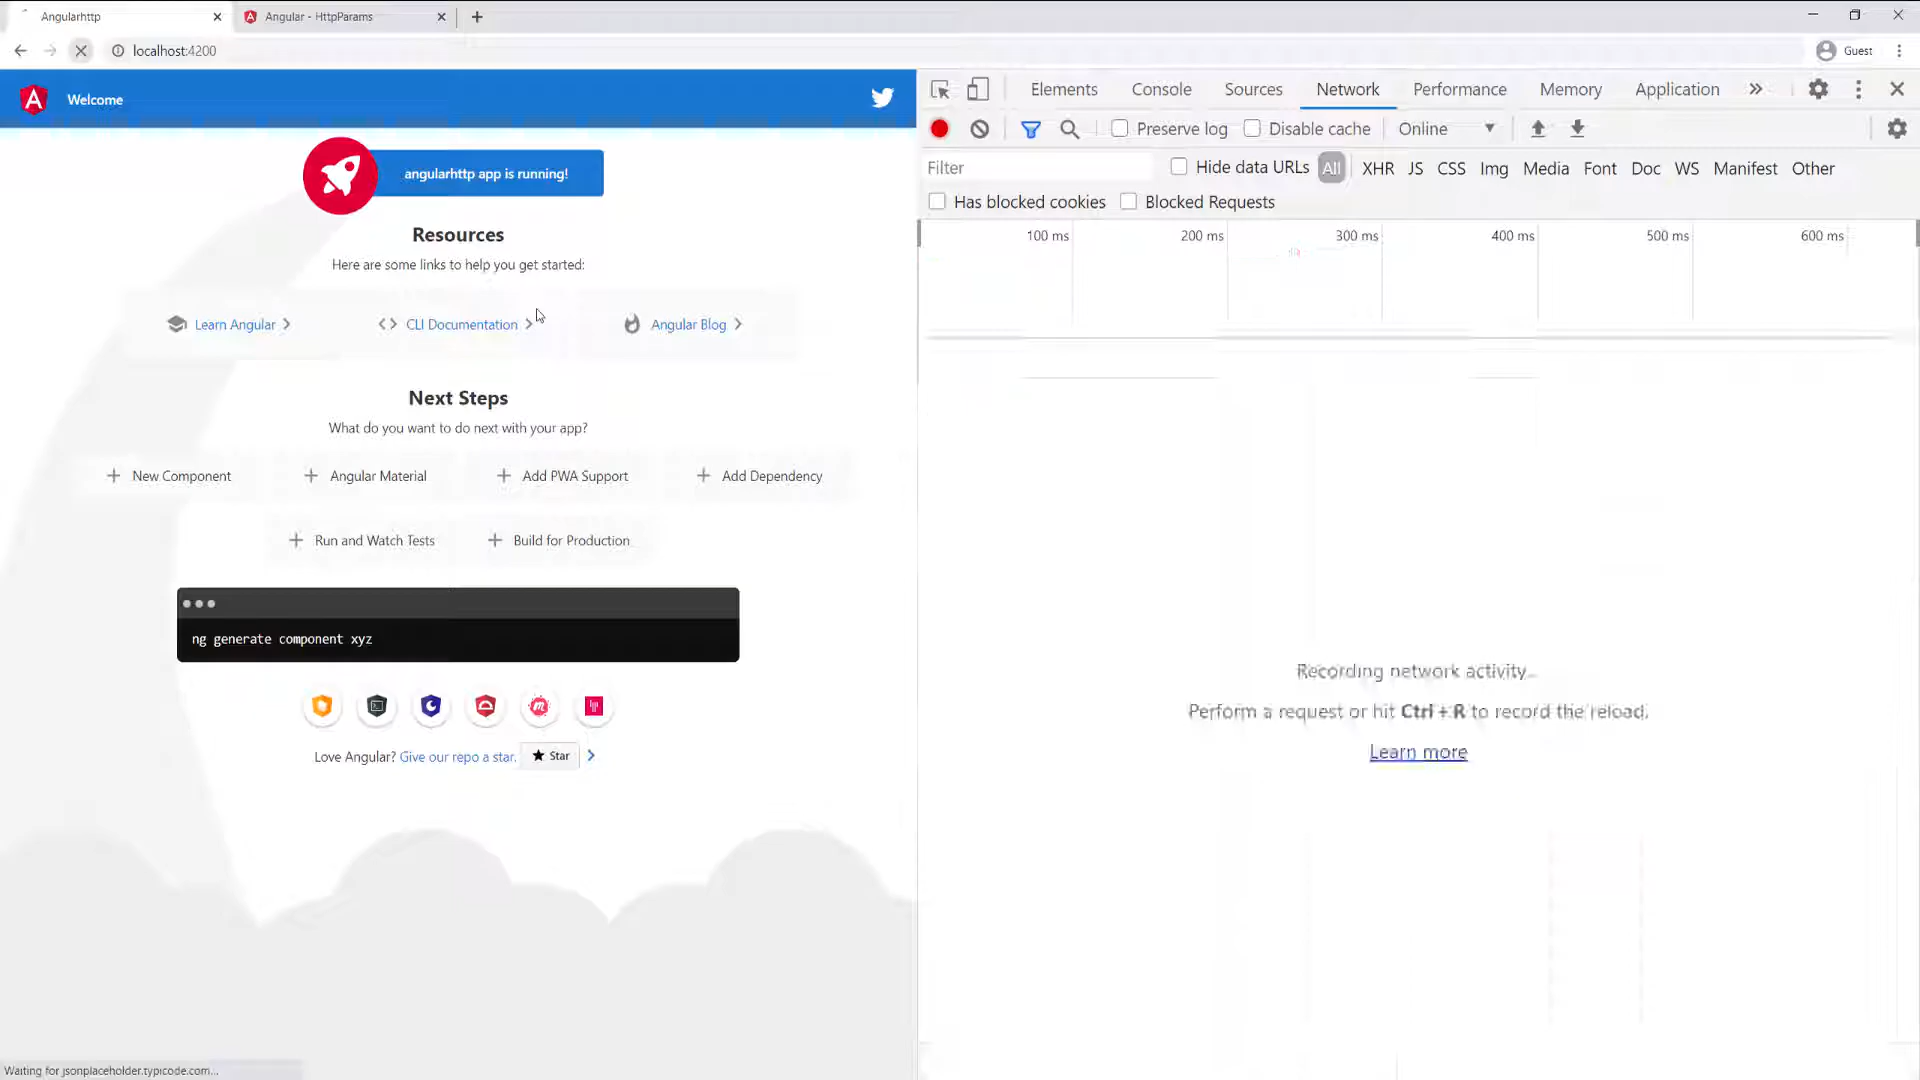 Angularhttp
Angular - HttpParams
localhost:4200
Guest
Welcome
angularhttp app is running!
Resources
Here are some links to help you get started:
Learn Angular
CLI Documentation
Angular Blog
Next Steps
What do you want to do next with your app?
New Component
Angular Material
Add PWA Support
Add Dependency
Run and Watch Tests
Build for Production
ng generate component xyz
Love Angular? Give our repo a star. Star
Waiting for jsonplaceholder.typicode.com...
Elements Console Sources Network Performance Memory Application
Preserve log Disable cache Online
Filter Hide data URLs All XHR JS CSS Img Media Font Doc WS Manifest Other
Has blocked cookies Blocked Requests
100 ms 200 ms 300 ms 400 ms 500 ms 600 ms
Recording network activity...
Perform a request or hit Ctrl + R to record the reload.
Learn more